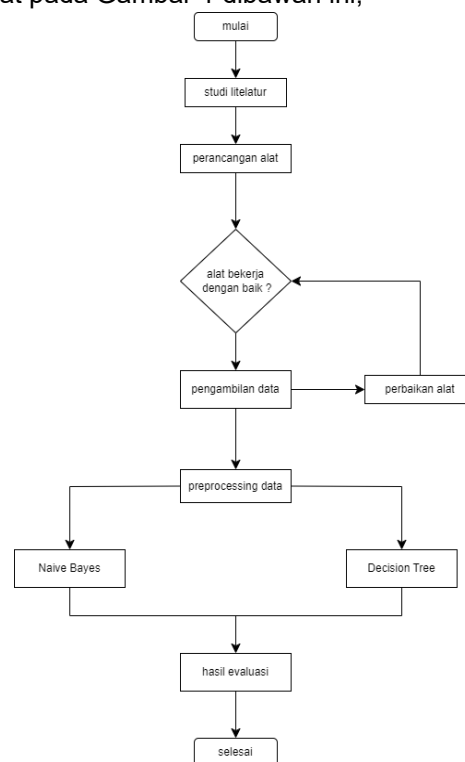 at pada Gambar 1 dibawah ini,
mulai
studi litelatur
perancangan alat
alat bekerja
dengan baik ?
pengambilan data
perbaikan alat
preprocessing data
Naive Bayes
Decision Tree
hasil evaluasi
selesai